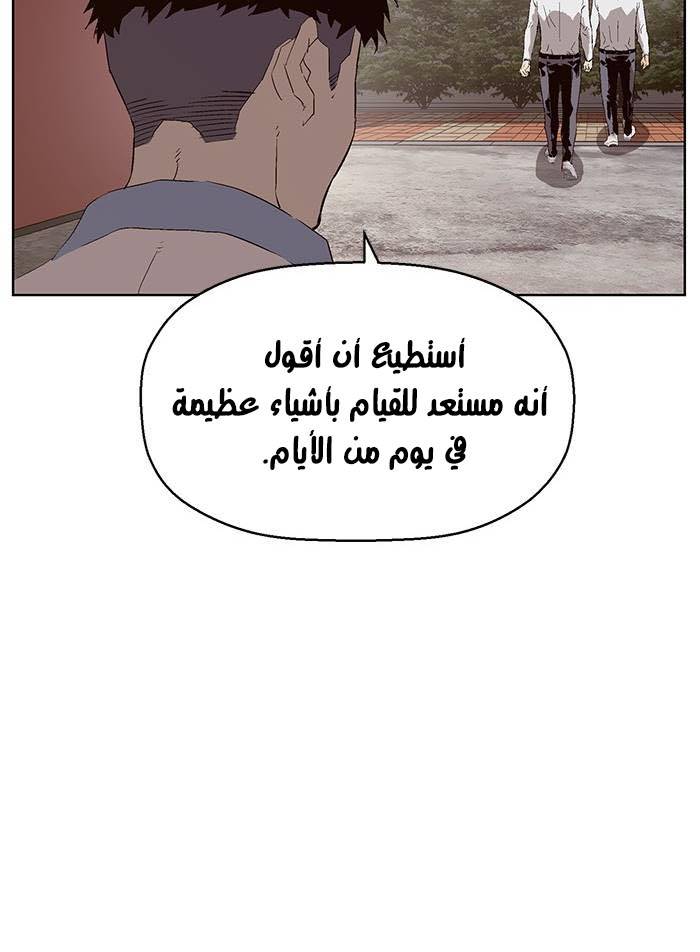 أستطيع أن أقول
أنه مستعد للقيام بأشياء عظيمة
في يوم من الأيام.